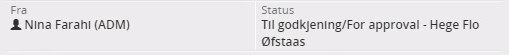 Fra
Nina Farahi (ADM)
Status
Til godkjening/For approval - Hege Flo
Øfstaas